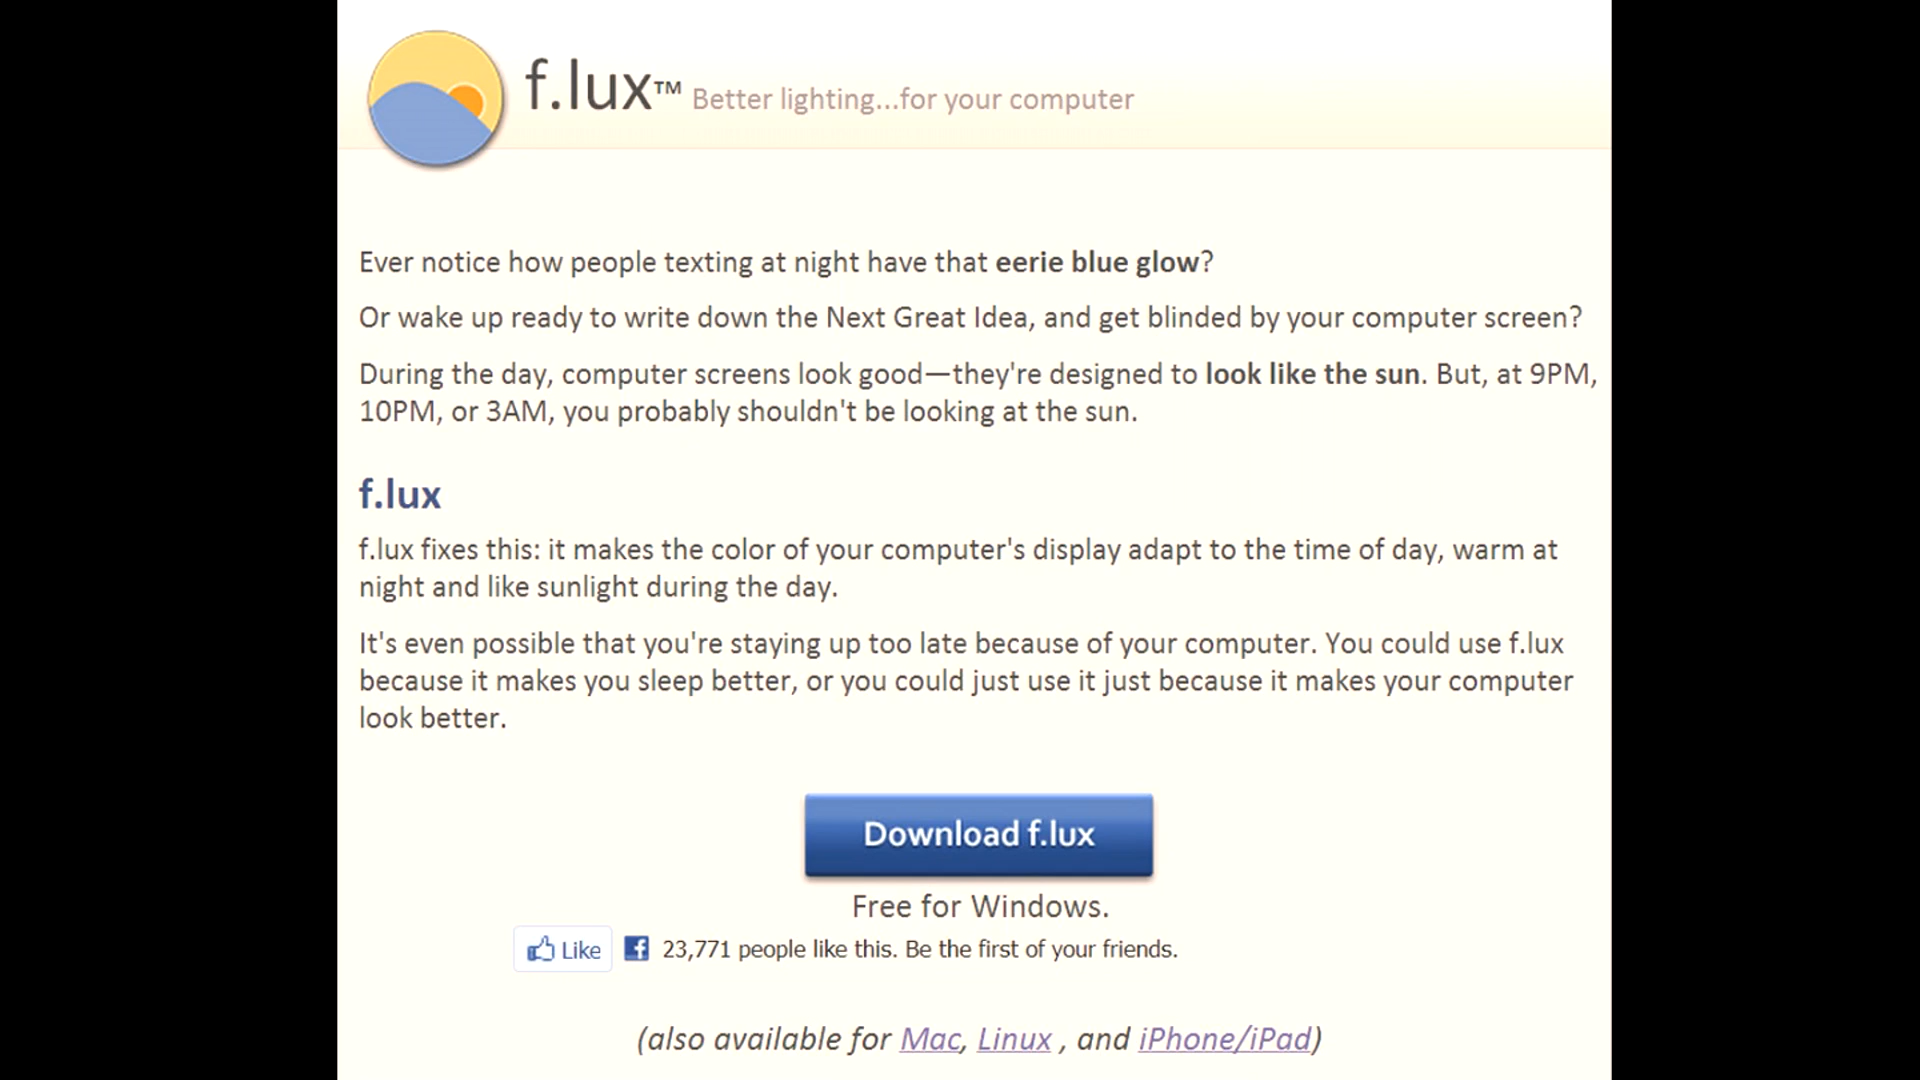 f.lux™ Better lighting...for your computer
Ever notice how people texting at night have that eerie blue glow?
Or wake up ready to write down the Next Great Idea, and get blinded by your computer screen?
During the day, computer screens look good—they're designed to look like the sun. But, at 9PM,
10PM, or 3AM, you probably shouldn't be looking at the sun.
f.lux
f.lux fixes this: it makes the color of your computer's display adapt to the time of day, warm at
night and like sunlight during the day.
It's even possible that you're staying up too late because of your computer. You could use f.lux
because it makes you sleep better, or you could just use it just because it makes your computer
look better.
Download f.lux
Free for Windows.
Like 23,771 people like this. Be the first of your friends.
(also available for Mac, Linux , and iPhone/iPad)